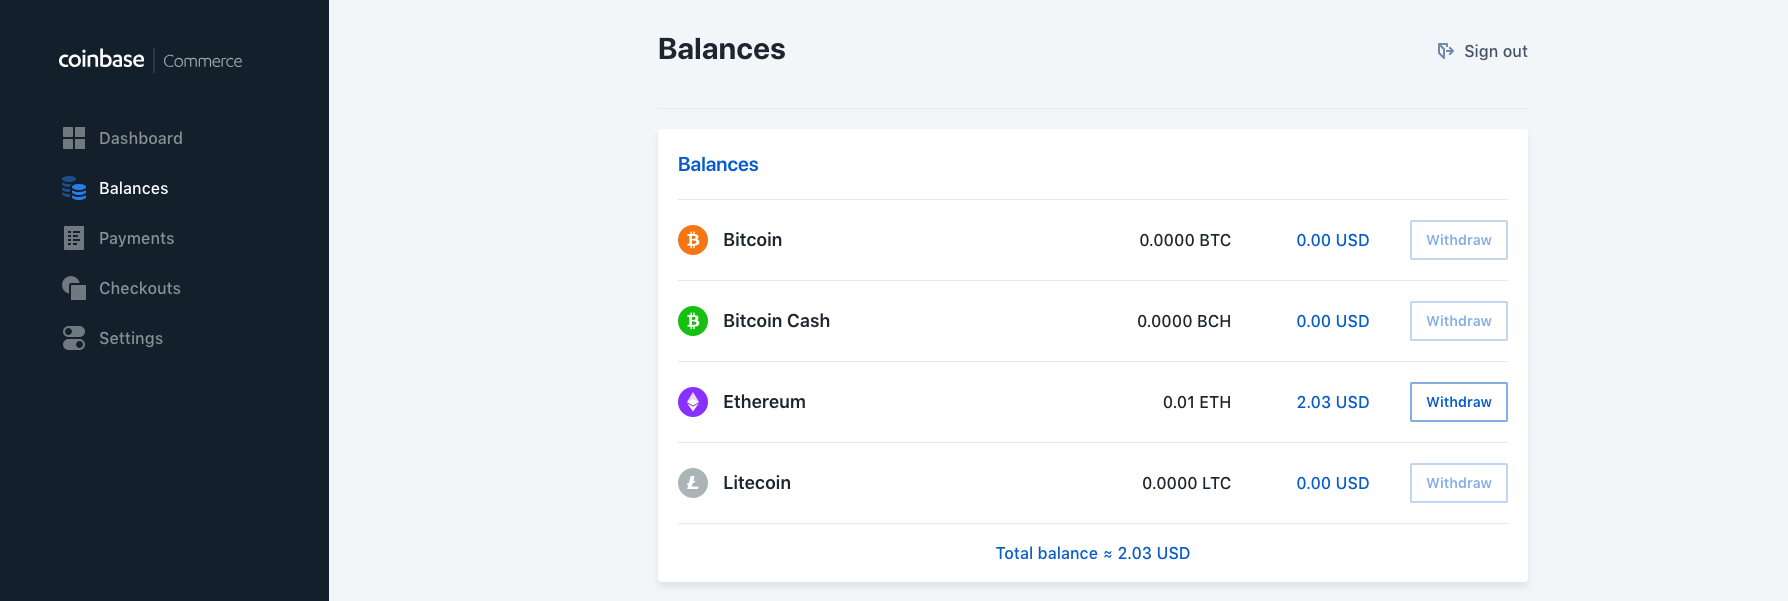 coinbase Commerce
Dashboard
Balances
Payments
Checkouts
Settings
Balances
Sign out
Balances
Bitcoin 0.0000 BTC 0.00 USD Withdraw
Bitcoin Cash 0.0000 BCH 0.00 USD Withdraw
Ethereum 0.01 ETH 2.03 USD Withdraw
Litecoin 0.0000 LTC 0.00 USD Withdraw
Total balance ≈ 2.03 USD